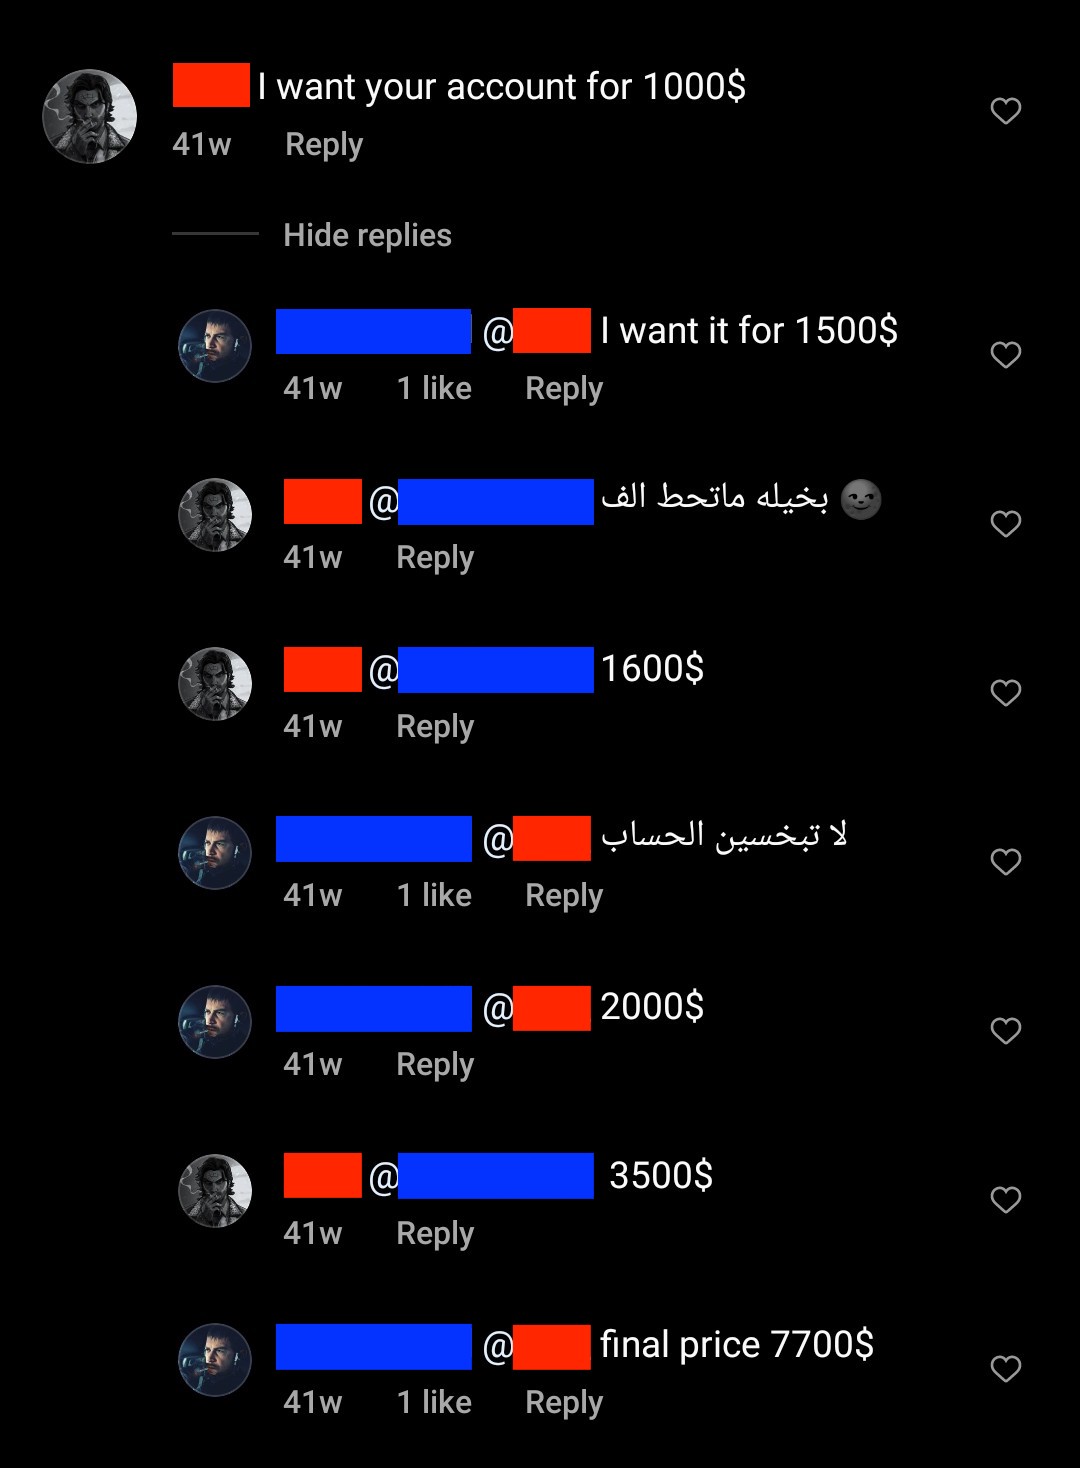 I want your account for 1000$
41w Reply
Hide replies
@ I want it for 1500$
41w 1 like Reply
@ بخيله ماتحط الف 🌚
41w Reply
@ 1600$
41w Reply
@ لا تبخسين الحساب
41w 1 like Reply
@ 2000$
41w Reply
@ 3500$
41w Reply
@ final price 7700$
41w 1 like Reply